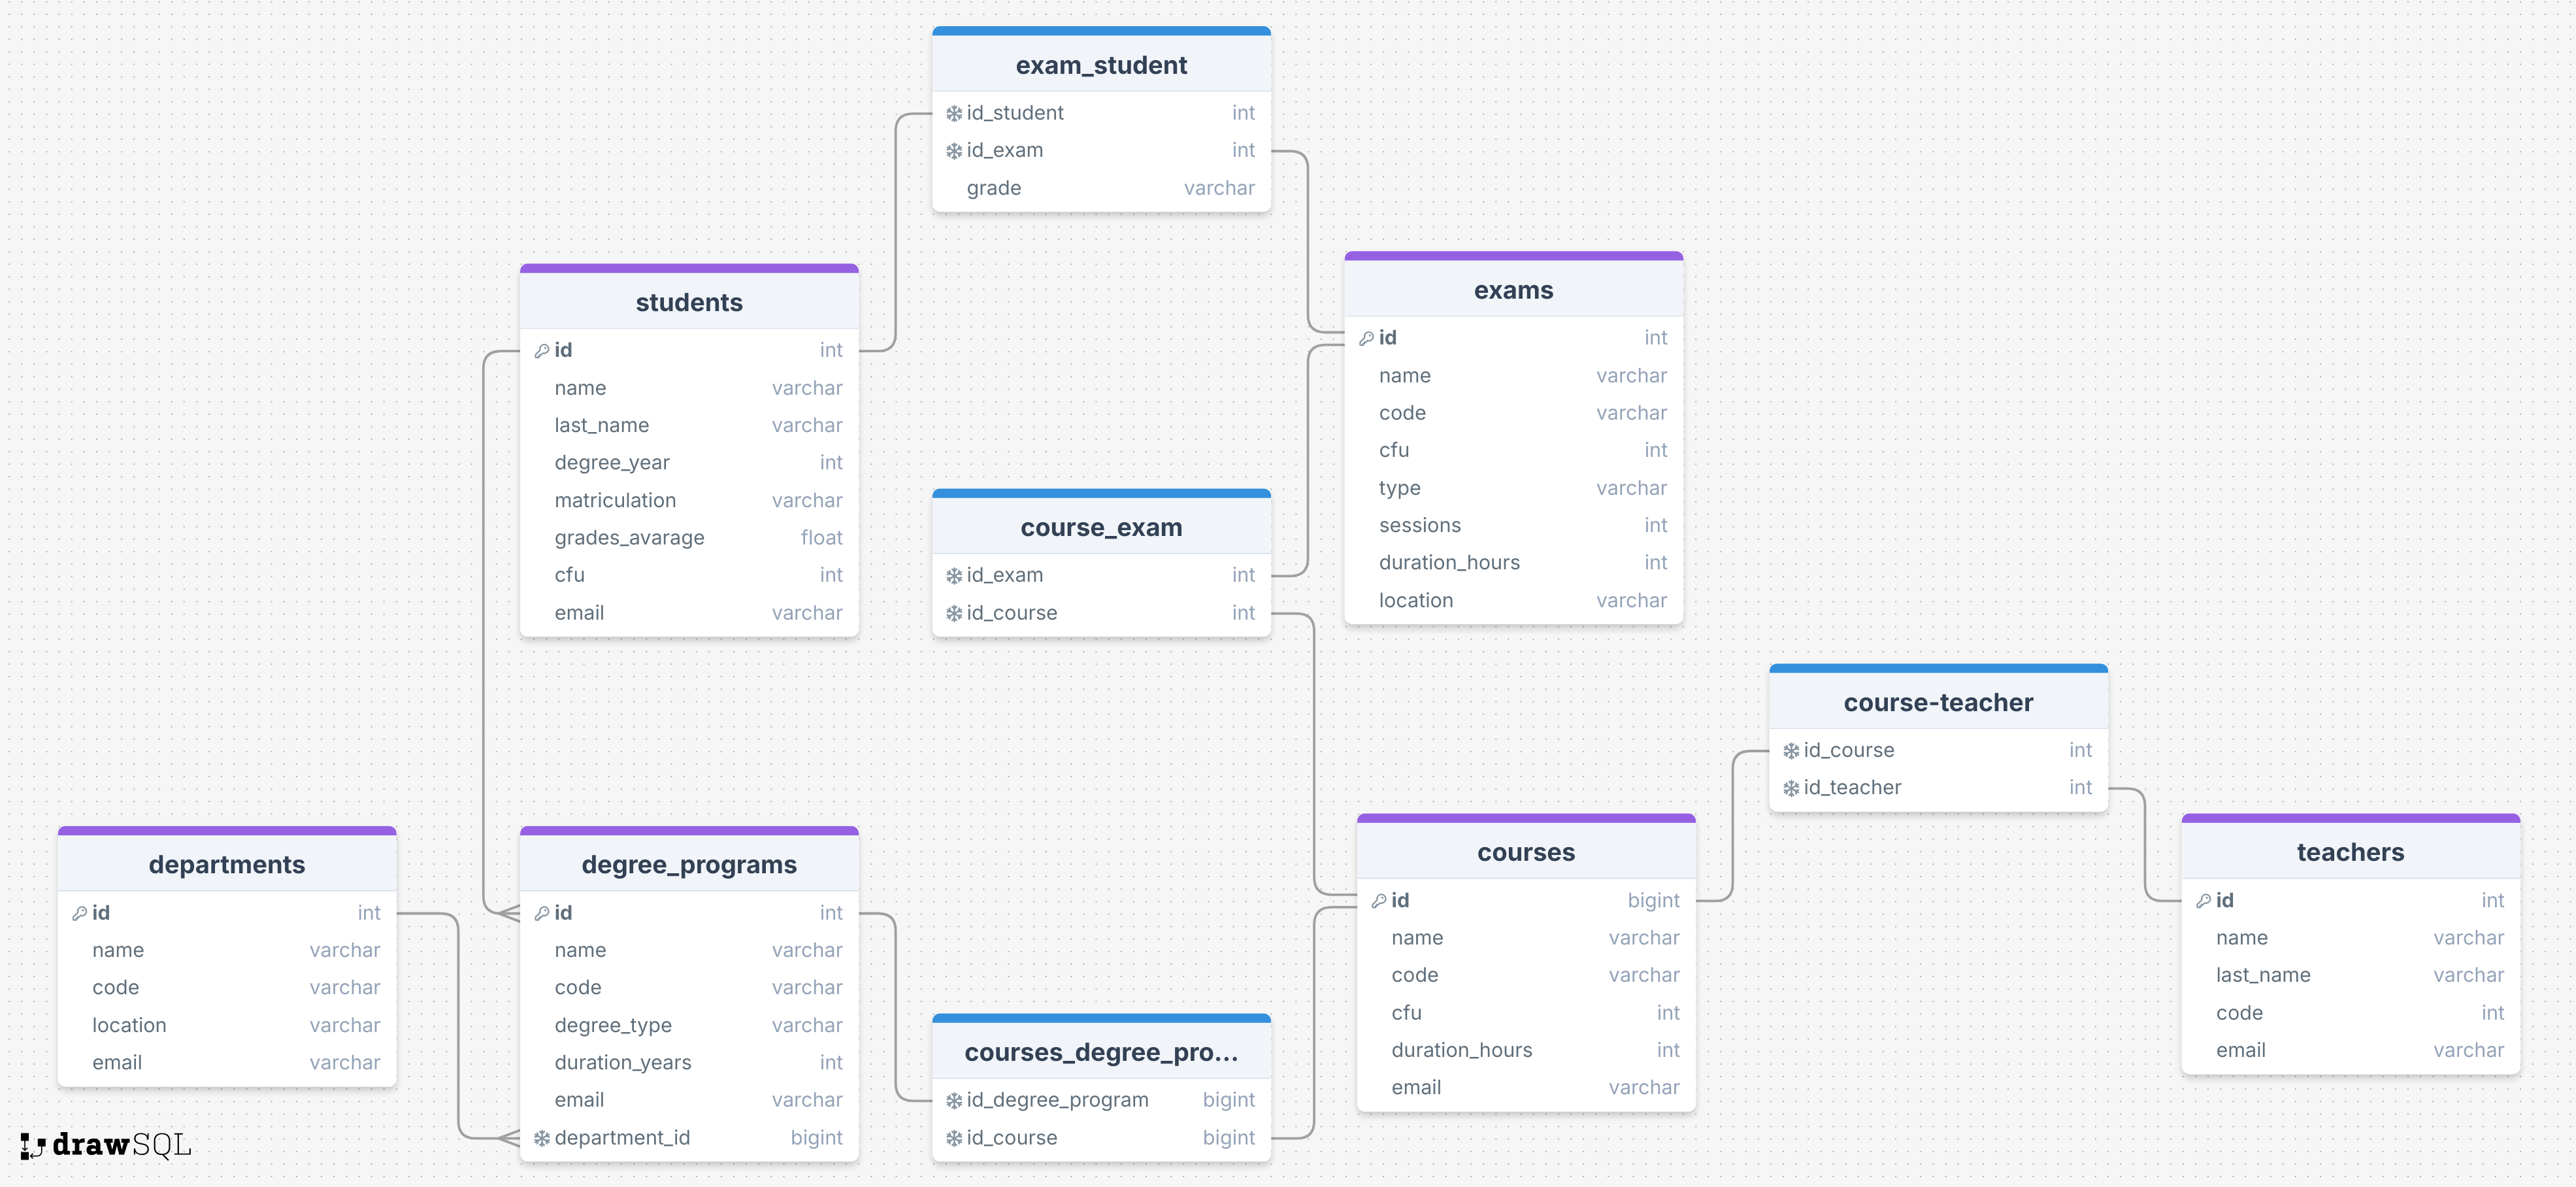 exam_student
id_student int
id_exam int
grade varchar
students
id int
name varchar
last_name varchar
degree_year int
matriculation varchar
grades_avarage float
cfu int
email varchar
exams
id int
name varchar
code varchar
cfu int
type varchar
sessions int
duration_hours int
location varchar
course_exam
id_exam int
id_course int
course-teacher
id_course int
id_teacher int
departments
id int
name varchar
code varchar
location varchar
email varchar
degree_programs
id int
name varchar
code varchar
degree_type varchar
duration_years int
email varchar
department_id bigint
courses_degree_pro...
id_degree_program bigint
id_course bigint
courses
id bigint
name varchar
code varchar
cfu int
duration_hours int
email varchar
teachers
id int
name varchar
last_name varchar
code int
email varchar
drawSQL